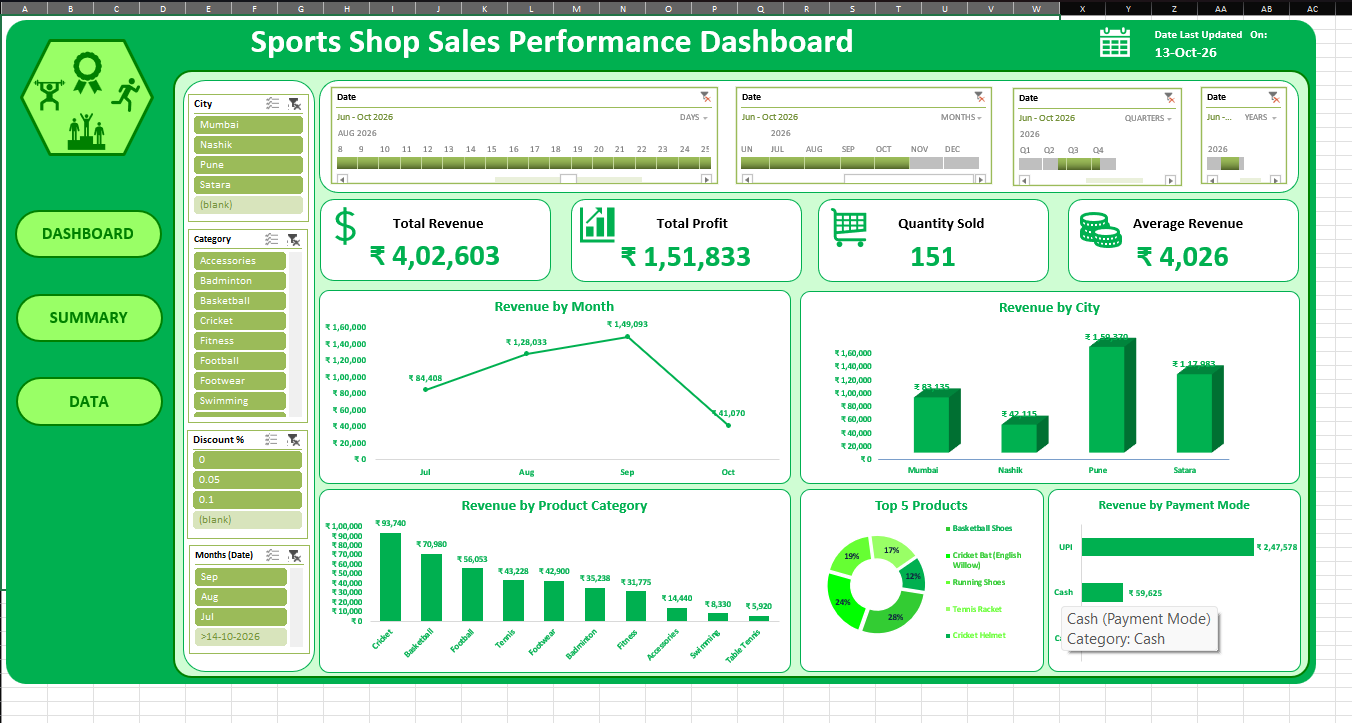 A B C D E F G H I J K L M N O P Q R S T U V W X Y Z AA AB AC
Sports Shop Sales Performance Dashboard
Date Last Updated On:
13-Oct-26
DASHBOARD
SUMMARY
DATA
City
Mumbai
Nashik
Pune
Satara
(blank)
Category
Accessories
Badminton
Basketball
Cricket
Fitness
Football
Footwear
Swimming
Discount %
0
0.05
0.1
(blank)
Months (Date)
Sep
Aug
Jul
>14-10-2026
Date
Jun - Oct 2026 DAYS
AUG 2026
8 9 10 11 12 13 14 15 16 17 18 19 20 21 22 23 24 25
Date
Jun - Oct 2026 MONTHS
2026
UN JUL AUG SEP OCT NOV DEC
Date
Jun - Oct 2026 QUARTERS
2026
Q1 Q2 Q3 Q4
Date
Jun -... YEARS
2026
Total Revenue
₹ 4,02,603
Total Profit
₹ 1,51,833
Quantity Sold
151
Average Revenue
₹ 4,026
Revenue by Month
₹ 1,60,000
₹ 1,40,000
₹ 1,20,000
₹ 1,00,000
₹ 80,000
₹ 60,000
₹ 40,000
₹ 20,000
₹ 0
₹ 84,408
₹ 1,28,033
₹ 1,49,093
₹ 41,070
Jul Aug Sep Oct
Revenue by City
₹ 1,60,000
₹ 1,40,000
₹ 1,20,000
₹ 1,00,000
₹ 80,000
₹ 60,000
₹ 40,000
₹ 20,000
₹ 0
₹ 83,135
₹ 42,115
₹ 1,59,370
₹ 1,17,983
Mumbai Nashik Pune Satara
Revenue by Product Category
₹ 1,00,000
₹ 90,000
₹ 80,000
₹ 70,000
₹ 60,000
₹ 50,000
₹ 40,000
₹ 30,000
₹ 20,000
₹ 10,000
₹ 0
₹ 93,740
₹ 70,980
₹ 56,053
₹ 43,228
₹ 42,900
₹ 35,238
₹ 31,775
₹ 14,440
₹ 8,330
₹ 5,920
Cricket Basketball Football Tennis Footwear Badminton Fitness Accessories Swimming Table Tennis
Top 5 Products
17%
12%
28%
24%
19%
Basketball Shoes
Cricket Bat (English
Willow)
Running Shoes
Tennis Racket
Cricket Helmet
Revenue by Payment Mode
UPI ₹ 2,47,578
Cash ₹ 59,625
Cash (Payment Mode)
Category: Cash